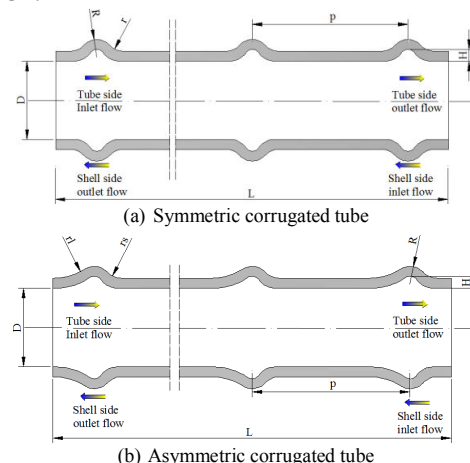 R
r
p
H
D
Tube side
Inlet flow
Tube side
outlet flow
Shell side
outlet flow
Shell side
inlet flow
L
(a) Symmetric corrugated tube
rl
rs
R
H
D
Tube side
Inlet flow
Tube side
outlet flow
p
Shell side
outlet flow
Shell side
inlet flow
L
(b) Asymmetric corrugated tube